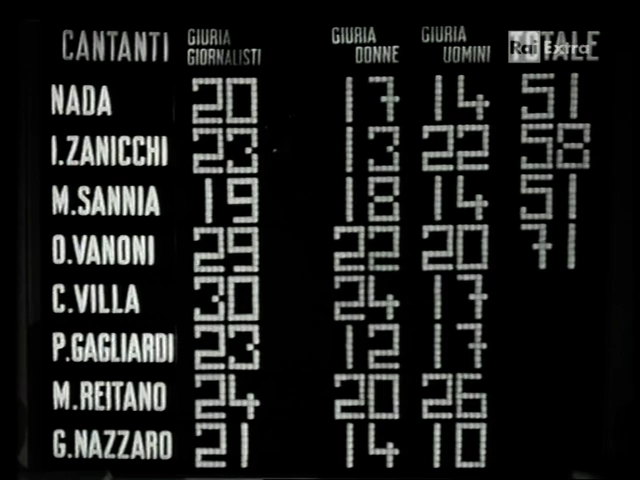 CANTANTI GIURIA GIORNALISTI GIURIA DONNE GIURIA UOMINI TOTALE
Rai Extra
NADA 20 17 14 51
I.ZANICCHI 23 13 22 58
M.SANNIA 19 18 14 51
O.VANONI 29 22 20 71
C.VILLA 30 24 17
P.GAGLIARDI 23 12 17
M.REITANO 24 20 26
G.NAZZARO 21 14 10